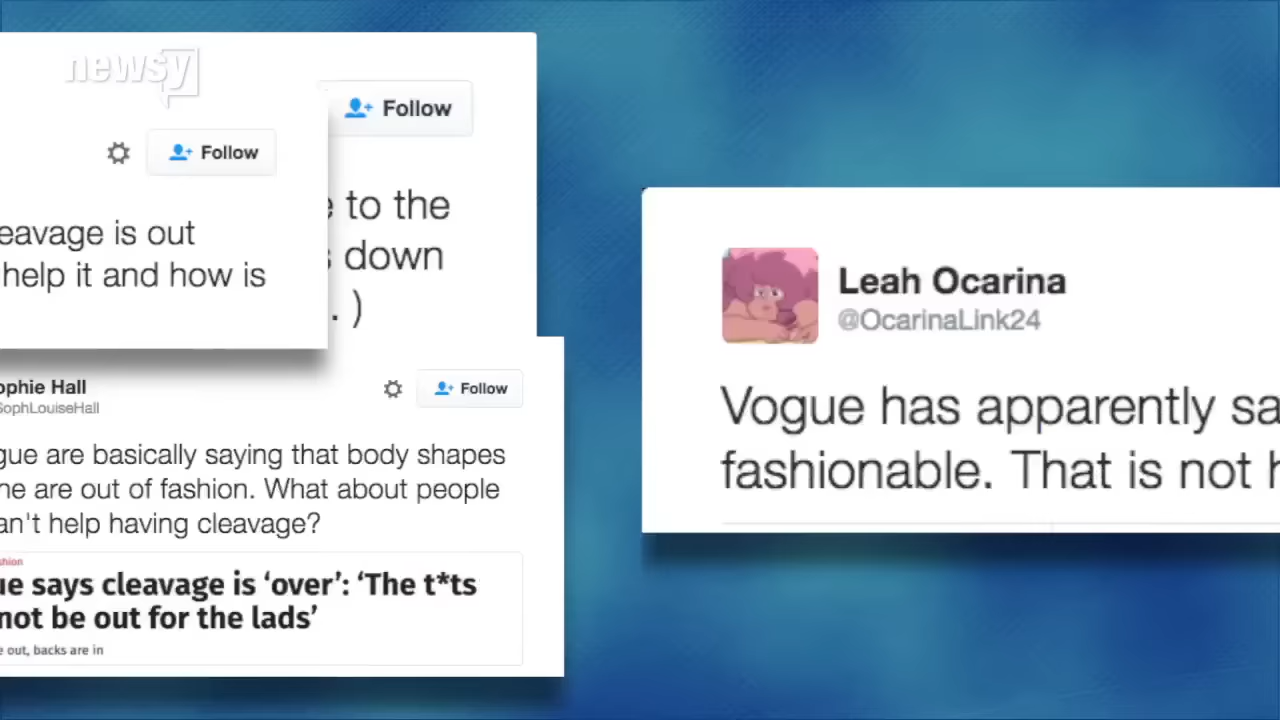 newsy
Follow
Follow
eavage is out
help it and how is
to the
down
. )
ophie Hall
SophLouiseHall
Follow
gue are basically saying that body shapes
ne are out of fashion. What about people
an't help having cleavage?
shion
ue says cleavage is ‘over’: ‘The t*ts
not be out for the lads’
e out, backs are in
Leah Ocarina
@OcarinaLink24
Vogue has apparently sa
fashionable. That is not h